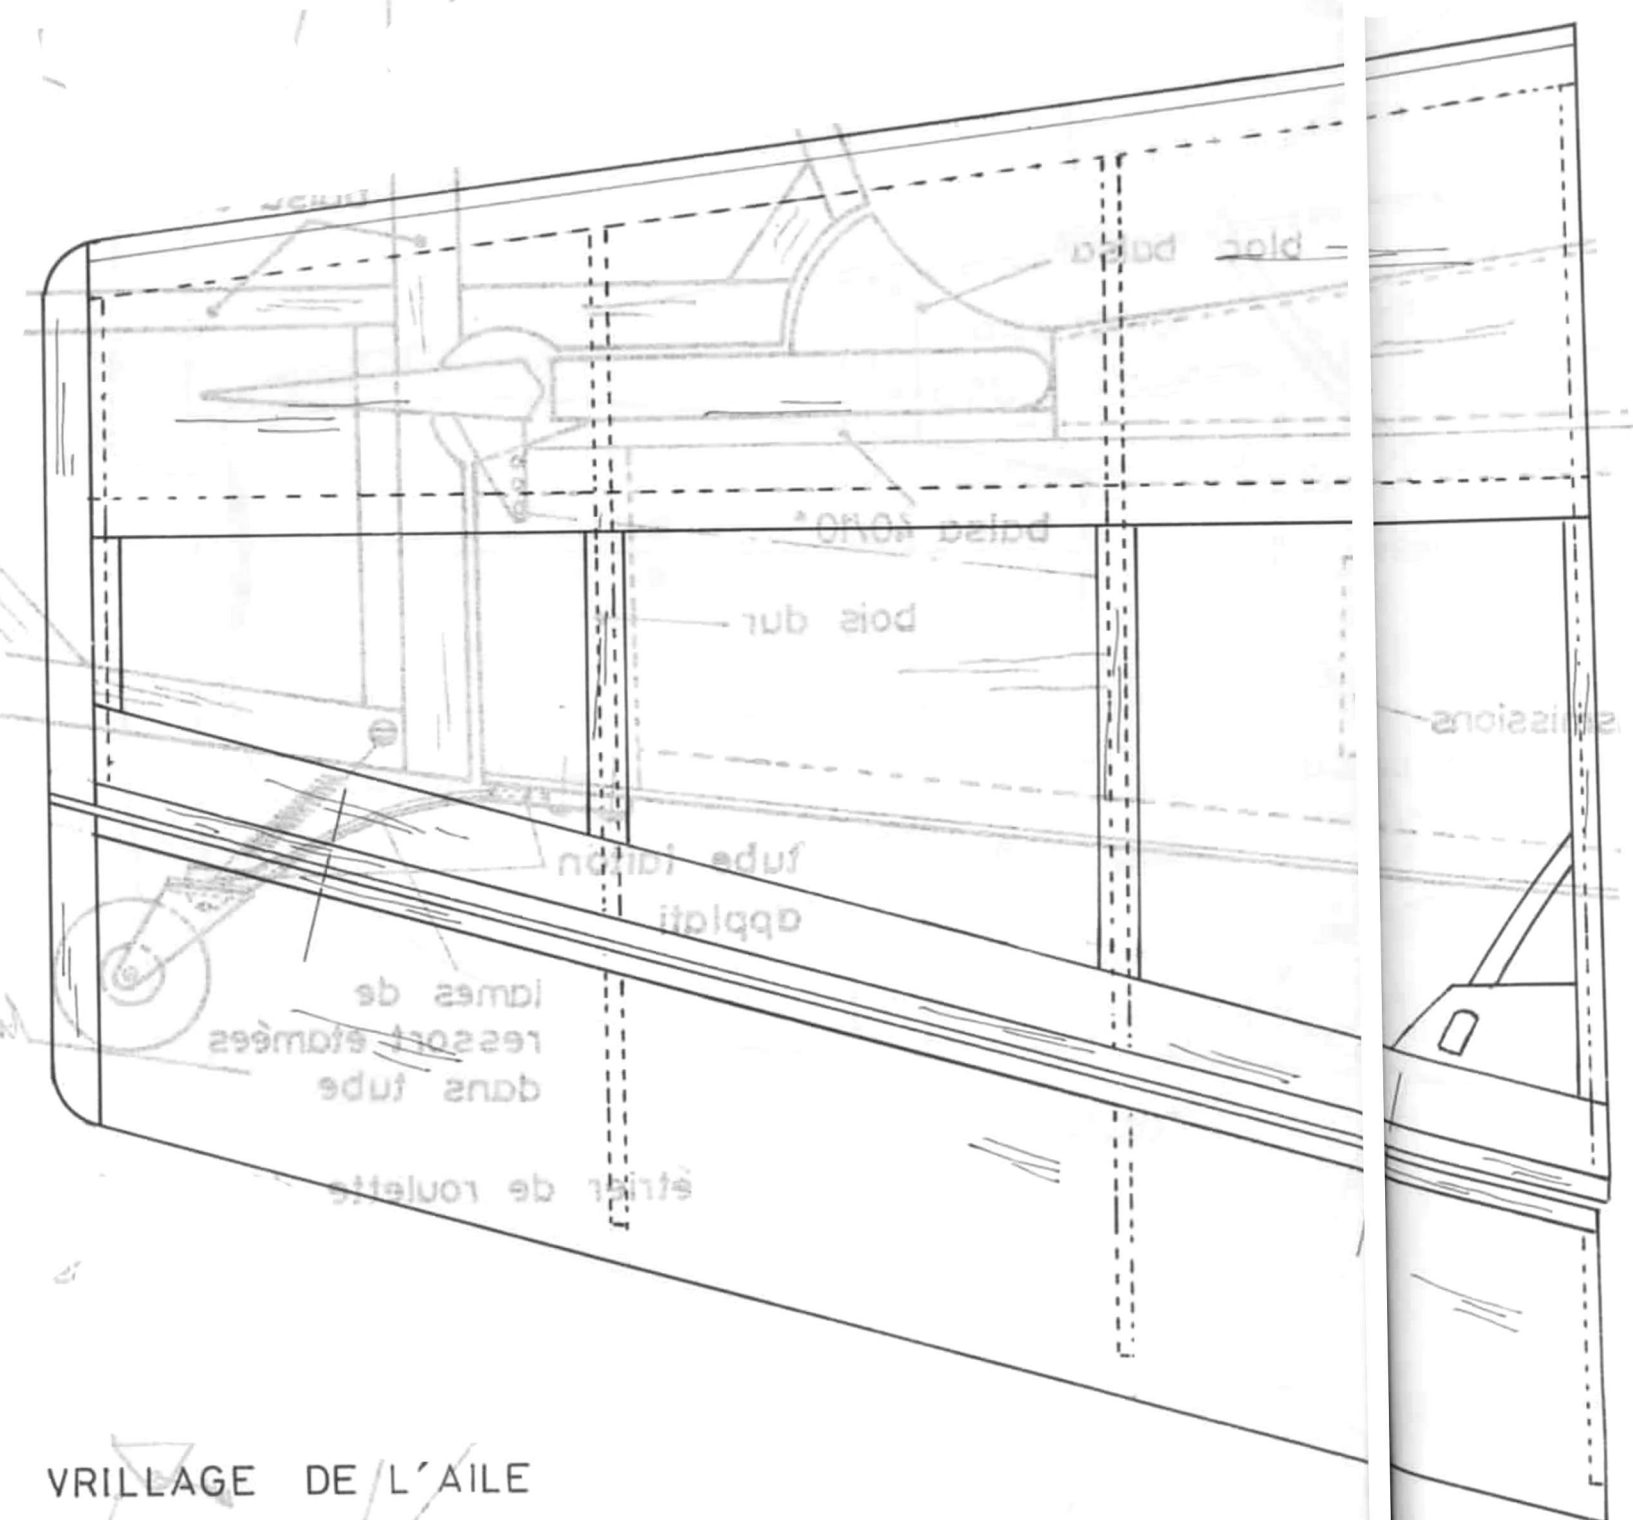 bloc balsa
balsa 40/10°
bois dur
tube laiton
applati
lames de
ressort étamées
dans tube
étrier de roulette
VRILLAGE DE L'AILE